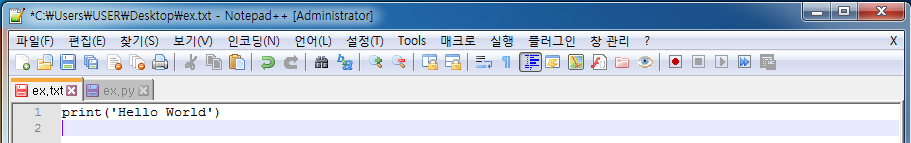 *C:₩Users₩USER₩Desktop₩ex.txt - Notepad++ [Administrator]
파일(F) 편집(E) 찾기(S) 보기(V) 인코딩(N) 언어(L) 설정(T) Tools 매크로 실행 플러그인 창 관리 ? X
ex.txt ex.py
1 print('Hello World')
2